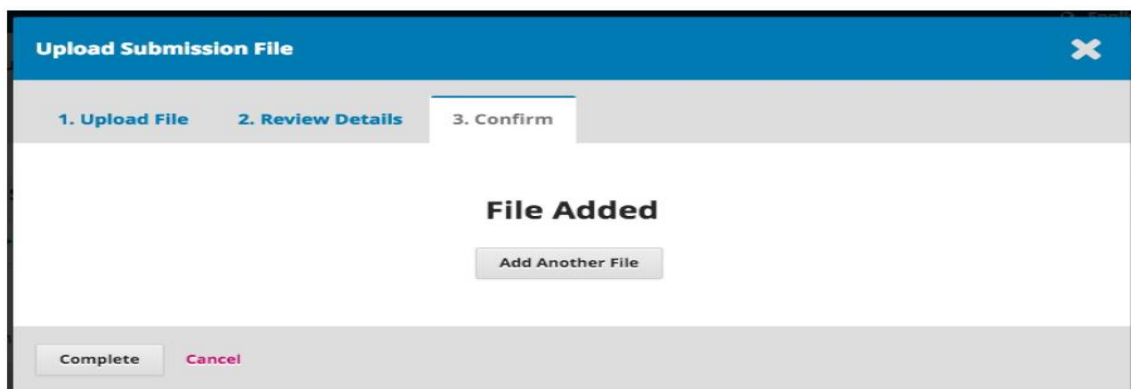 Upload Submission File
1. Upload File 2. Review Details 3. Confirm
File Added
Add Another File
Complete Cancel